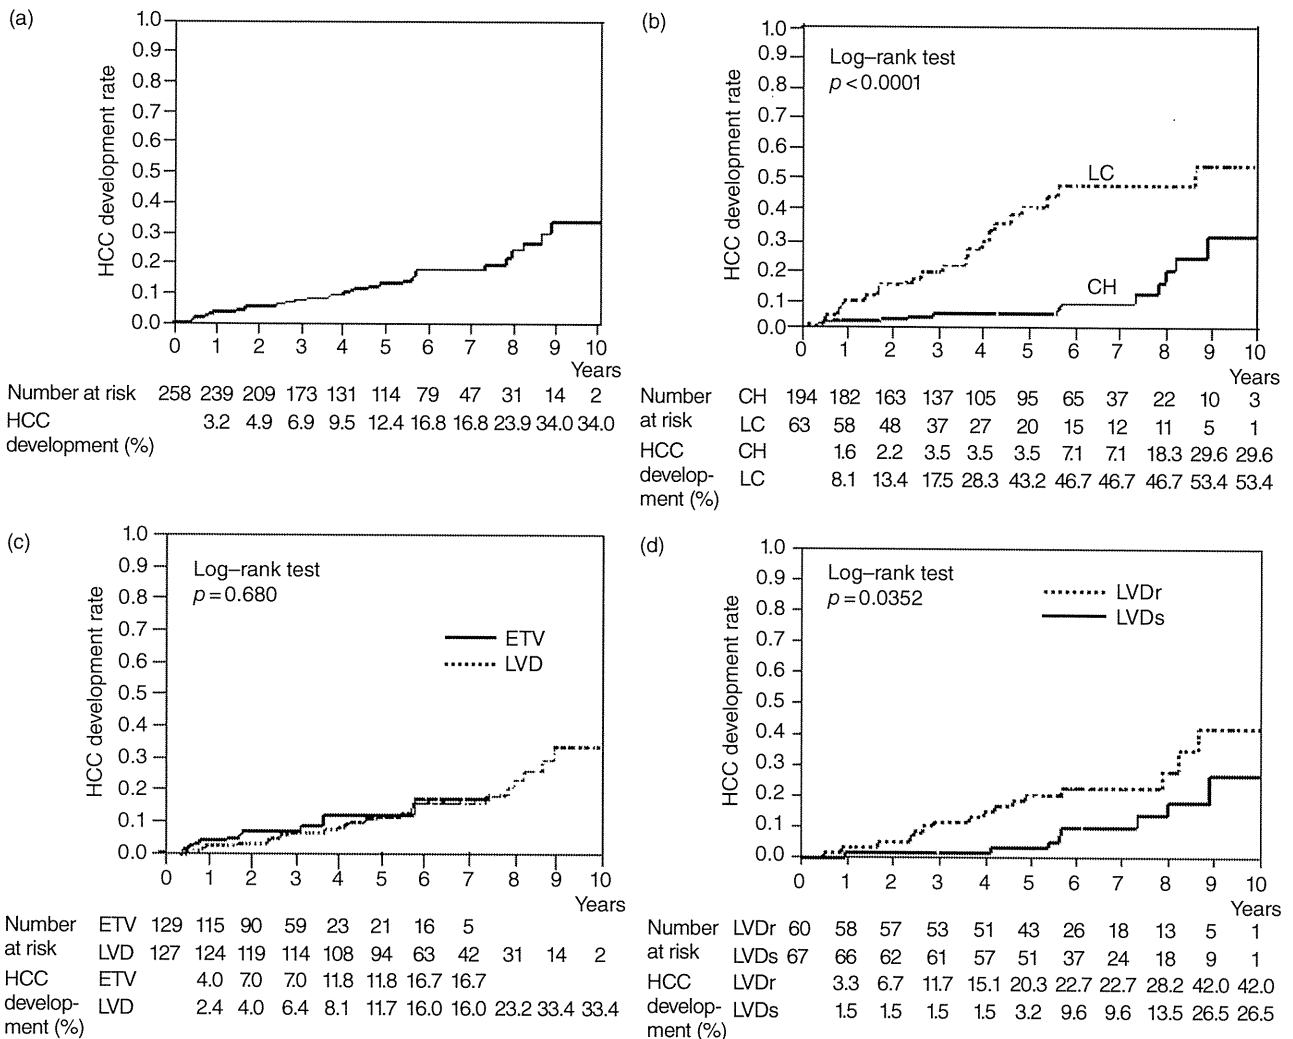 (a)
HCC development rate
1.0
0.9
0.8
0.7
0.6
0.5
0.4
0.3
0.2
0.1
0.0
0 1 2 3 4 5 6 7 8 9 10
Years
Number at risk 258 239 209 173 131 114 79 47 31 14 2
HCC 3.2 4.9 6.9 9.5 12.4 16.8 16.8 23.9 34.0 34.0
development (%)
(b)
HCC development rate
1.0
0.9
0.8
0.7
0.6
0.5
0.4
0.3
0.2
0.1
0.0
Log–rank test
p<0.0001
LC
CH
0 1 2 3 4 5 6 7 8 9 10
Years
Number CH 194 182 163 137 105 95 65 37 22 10 3
at risk LC 63 58 48 37 27 20 15 12 11 5 1
HCC CH 1.6 2.2 3.5 3.5 3.5 7.1 7.1 18.3 29.6 29.6
develop- LC 8.1 13.4 17.5 28.3 43.2 46.7 46.7 46.7 53.4 53.4
ment (%)
(c)
HCC development rate
1.0
0.9
0.8
0.7
0.6
0.5
0.4
0.3
0.2
0.1
0.0
Log–rank test
p=0.680
ETV
LVD
0 1 2 3 4 5 6 7 8 9 10
Years
Number ETV 129 115 90 59 23 21 16 5
at risk LVD 127 124 119 114 108 94 63 42 31 14 2
HCC ETV 4.0 7.0 7.0 11.8 11.8 16.7 16.7
develop- LVD 2.4 4.0 6.4 8.1 11.7 16.0 16.0 23.2 33.4 33.4
ment (%)
(d)
HCC development rate
1.0
0.9
0.8
0.7
0.6
0.5
0.4
0.3
0.2
0.1
0.0
Log–rank test
p=0.0352
LVDr
LVDs
0 1 2 3 4 5 6 7 8 9 10
Years
Number LVDr 60 58 57 53 51 43 26 18 13 5 1
at risk LVDs 67 66 62 61 57 51 37 24 18 9 1
HCC LVDr 3.3 6.7 11.7 15.1 20.3 22.7 22.7 28.2 42.0 42.0
develop- LVDs 1.5 1.5 1.5 1.5 3.2 9.6 9.6 13.5 26.5 26.5
ment (%)